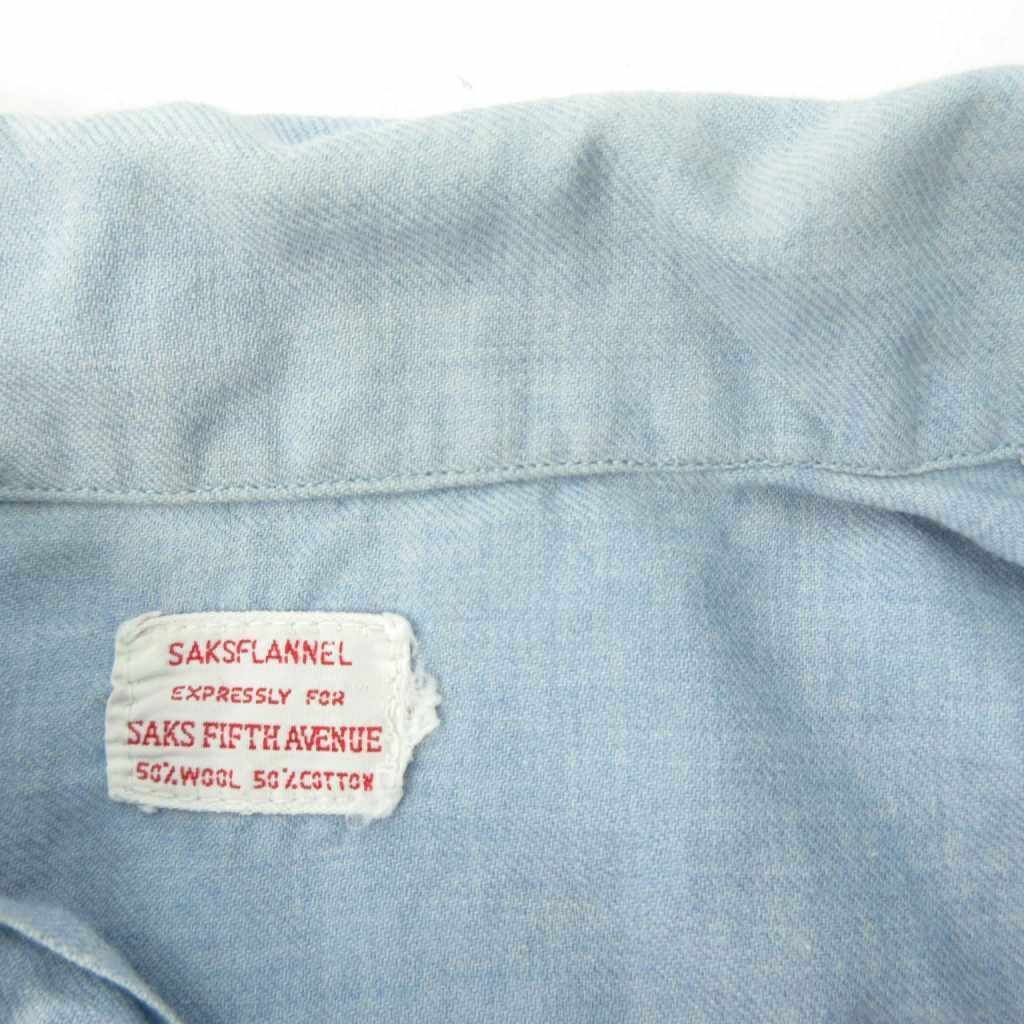 SAKSFLANNEL
EXPRESSLY FOR
SAKS FIFTH AVENUE
50% WOOL 50% COTTON